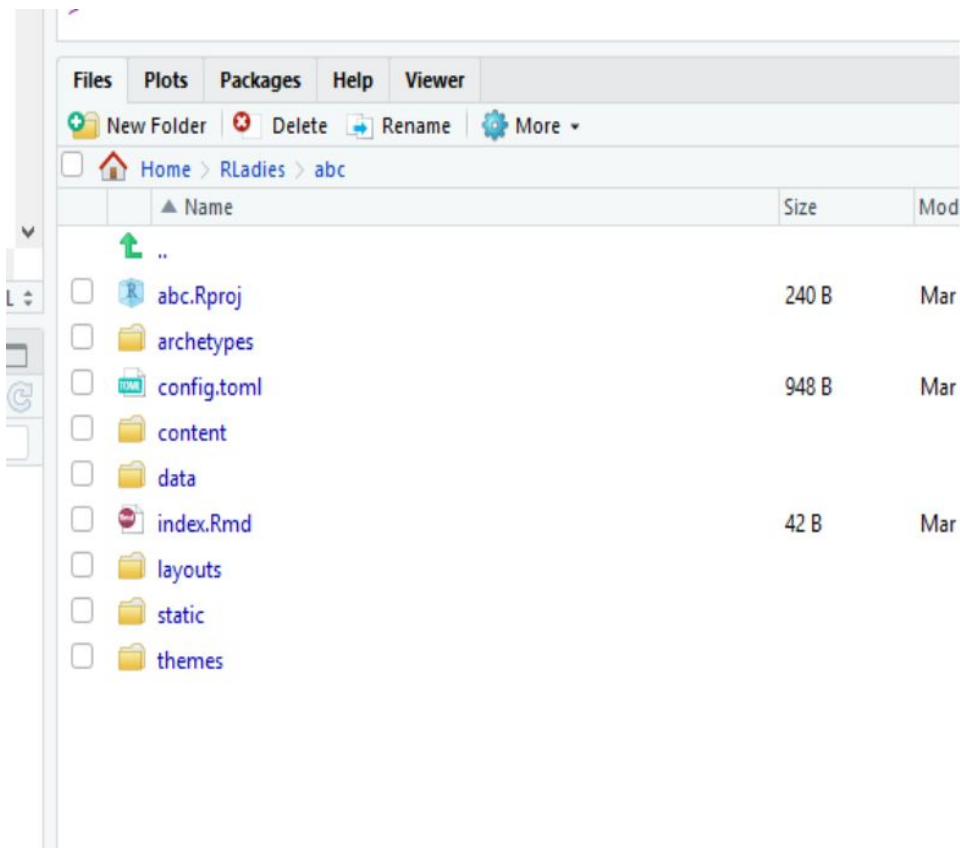 Files Plots Packages Help Viewer
New Folder Delete Rename More
Home > RLadies > abc
Name Size Mod
..
abc.Rproj 240 B Mar
archetypes
TOML config.toml 948 B Mar
content
data
index.Rmd 42 B Mar
layouts
static
themes